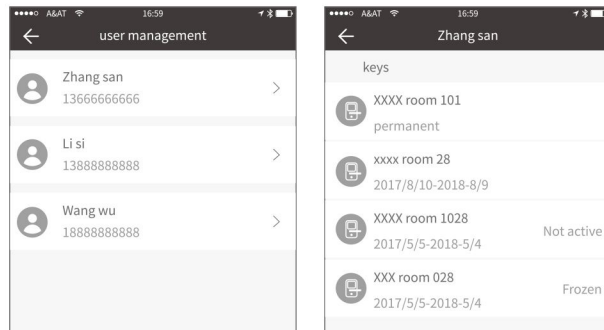 A&AT 16:59
user management
Zhang san
13666666666
Li si
13888888888
Wang wu
18888888888
A&AT 16:59
Zhang san
keys
XXXX room 101
permanent
xxxx room 28
2017/8/10-2018-8/9
XXXX room 1028
2017/5/5-2018-5/4
Not active
XXX room 028
2017/5/5-2018-5/4
Frozen